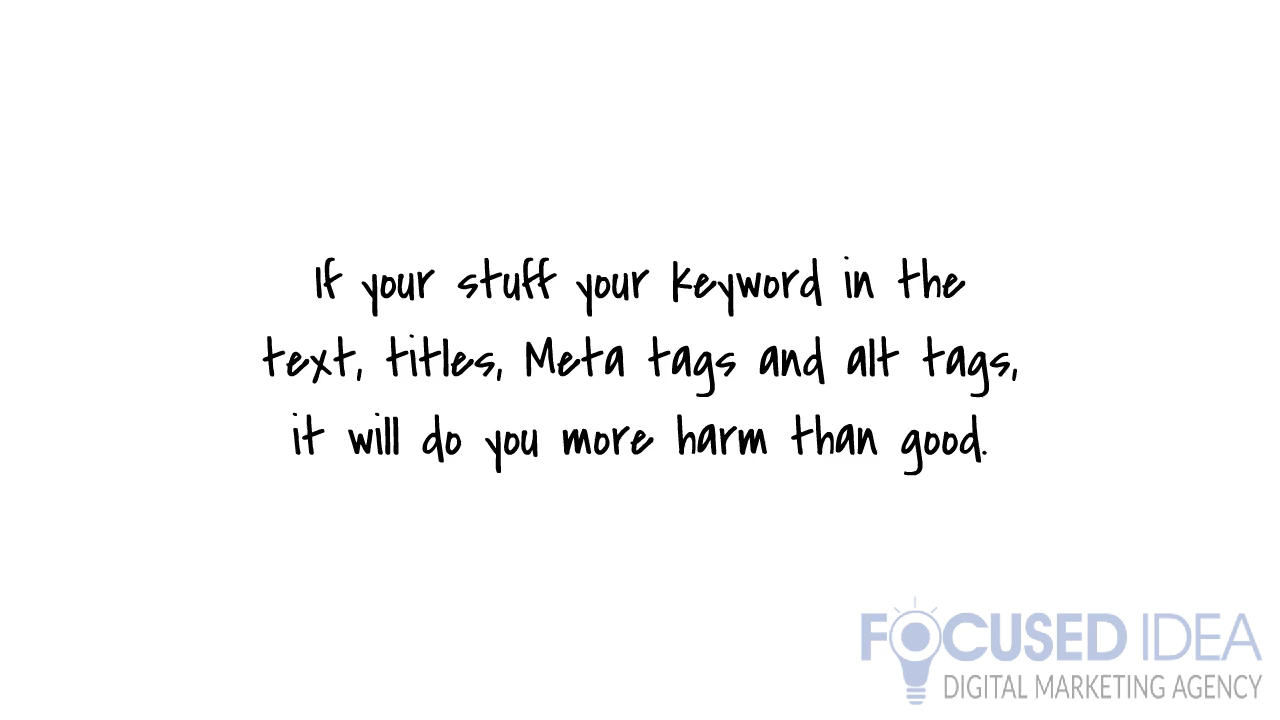 If your stuff your keyword in the
text, titles, Meta tags and alt tags,
it will do you more harm than good.
FOCUSED IDEA
DIGITAL MARKETING AGENCY